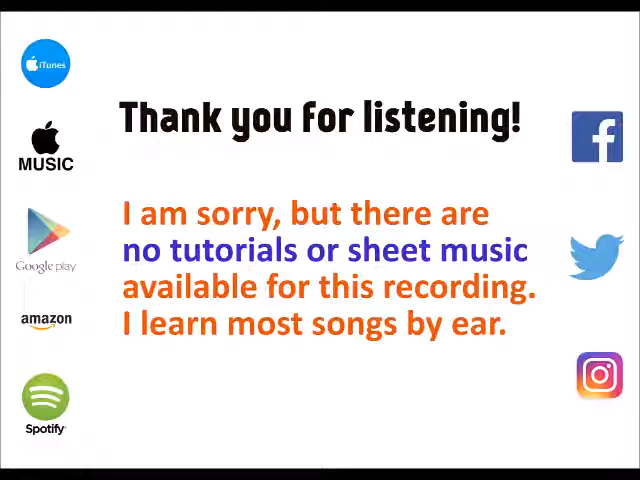 iTunes
Thank you for listening!
MUSIC
I am sorry, but there are
no tutorials or sheet music
available for this recording.
I learn most songs by ear.
Google play
amazon
Spotify